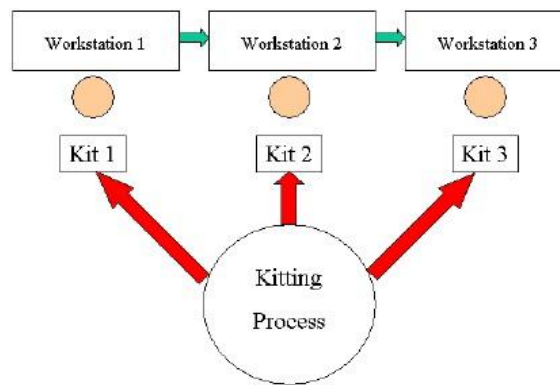 Workstation 1
Workstation 2
Workstation 3
Kit 1
Kit 2
Kit 3
Kitting
Process